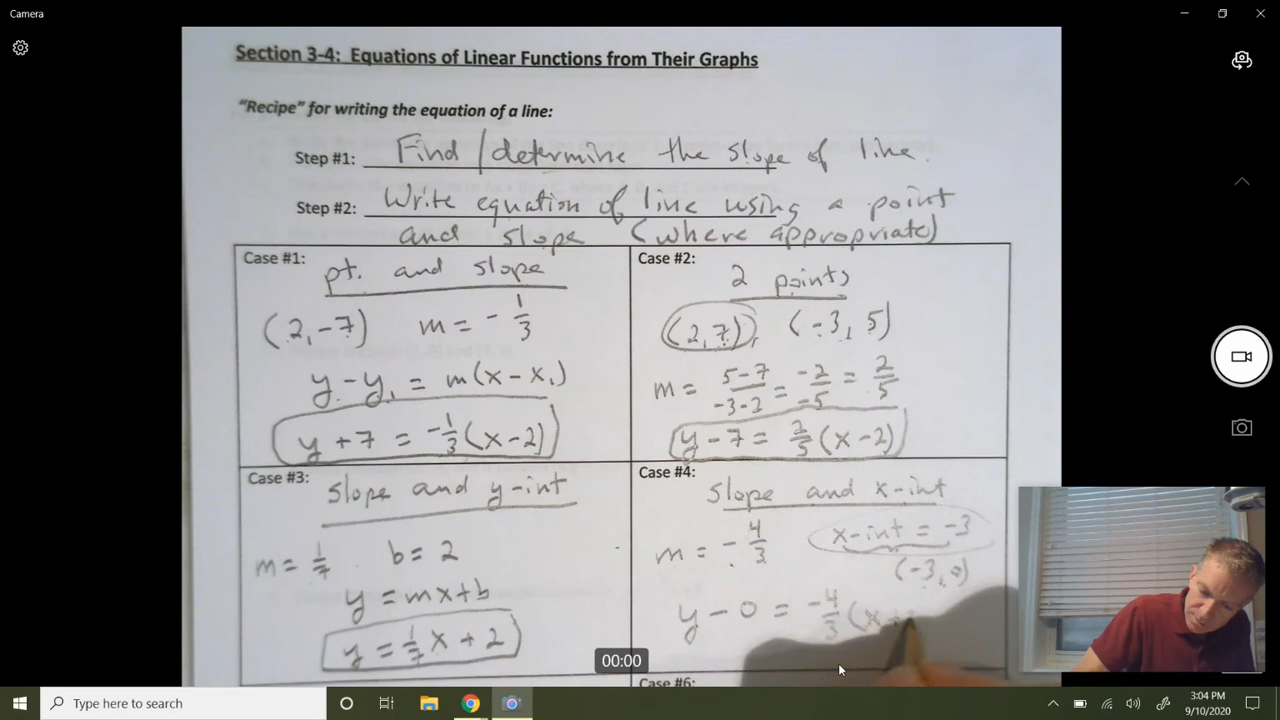 Camera
Section 3-4: Equations of Linear Functions from Their Graphs
"Recipe" for writing the equation of a line:
Step #1: Find / determine the slope of line.
Step #2: Write equation of line using a point
and slope (where appropriate)
Case #1:
pt. and slope
(2, -7) m = -1/3
y - y₁ = m(x - x₁)
y + 7 = -1/3 (x - 2)
Case #2:
2 points
(2, 7), (-3, 5)
m = 5-7/-3-2 = -2/-5 = 2/5
y - 7 = 2/5 (x - 2)
Case #3:
slope and y-int
m = 1/7 b = 2
y = mx + b
y = 1/7 x + 2
Case #4:
slope and x-int
m = -4/3 x-int = -3
(-3, 0)
y - 0 = -4/3 (x +
Case #6:
00:00
Type here to search
3:04 PM
9/10/2020